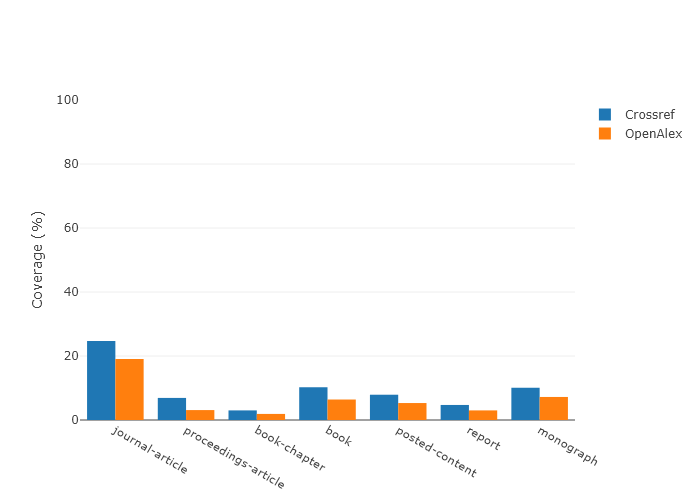 100
80
60
40
20
0
Coverage (%)
journal-article
proceedings-article
book-chapter
book
posted-content
report
monograph
Crossref
OpenAlex